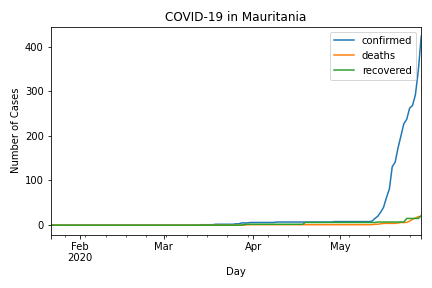 COVID-19 in Mauritania
confirmed
deaths
recovered
Number of Cases
400
300
200
100
0
Feb Mar Apr May
2020
Day